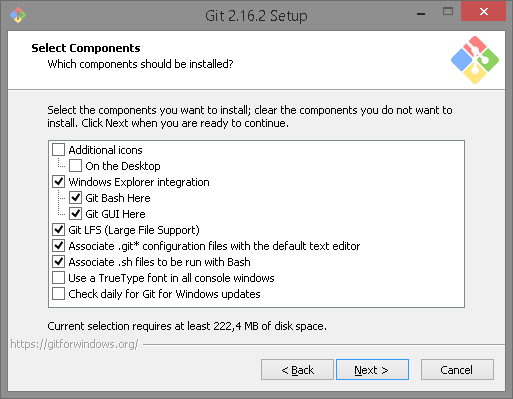 Git 2.16.2 Setup
Select Components
Which components should be installed?
Select the components you want to install; clear the components you do not want to
install. Click Next when you are ready to continue.
Additional icons
On the Desktop
Windows Explorer integration
Git Bash Here
Git GUI Here
Git LFS (Large File Support)
Associate .git* configuration files with the default text editor
Associate .sh files to be run with Bash
Use a TrueType font in all console windows
Check daily for Git for Windows updates
Current selection requires at least 222,4 MB of disk space.
https://gitforwindows.org/
< Back Next > Cancel